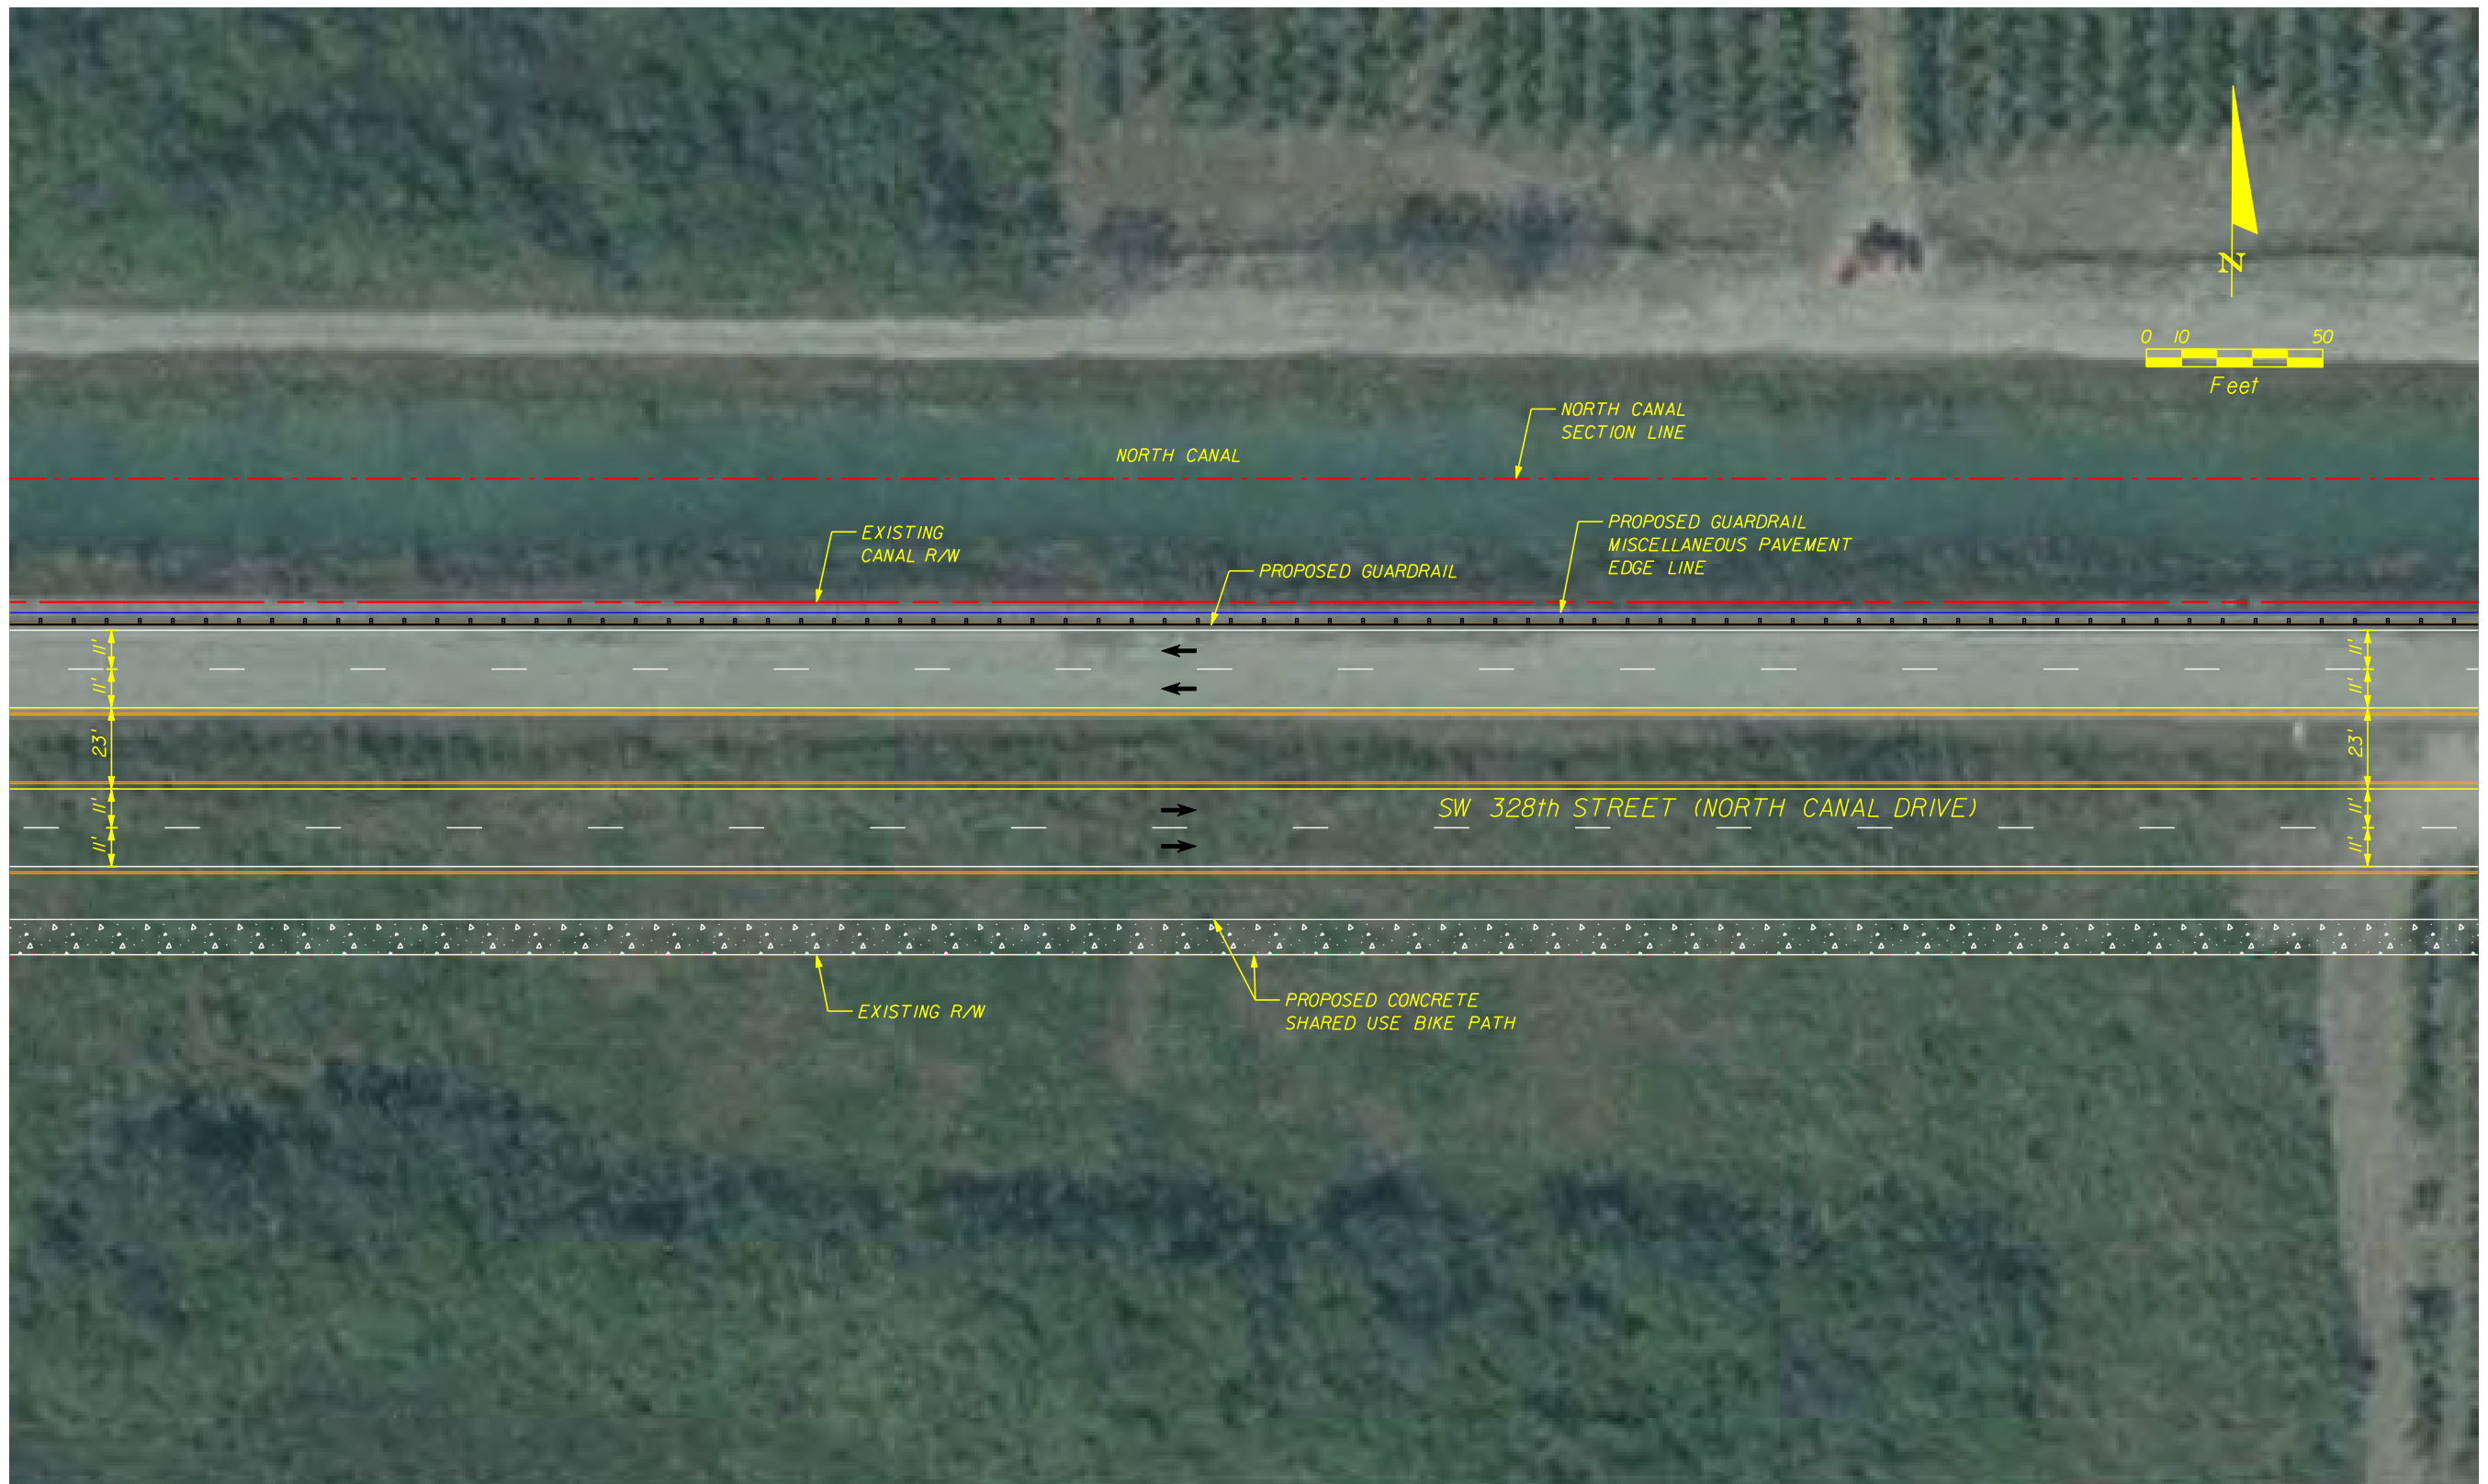 N
0 10 50
Feet
NORTH CANAL
SECTION LINE
NORTH CANAL
EXISTING
CANAL R/W
PROPOSED GUARDRAIL
MISCELLANEOUS PAVEMENT
EDGE LINE
PROPOSED GUARDRAIL
11'
11'
11'
11'
23'
23'
SW 328th STREET (NORTH CANAL DRIVE)
11'
11'
11'
11'
EXISTING R/W
PROPOSED CONCRETE
SHARED USE BIKE PATH